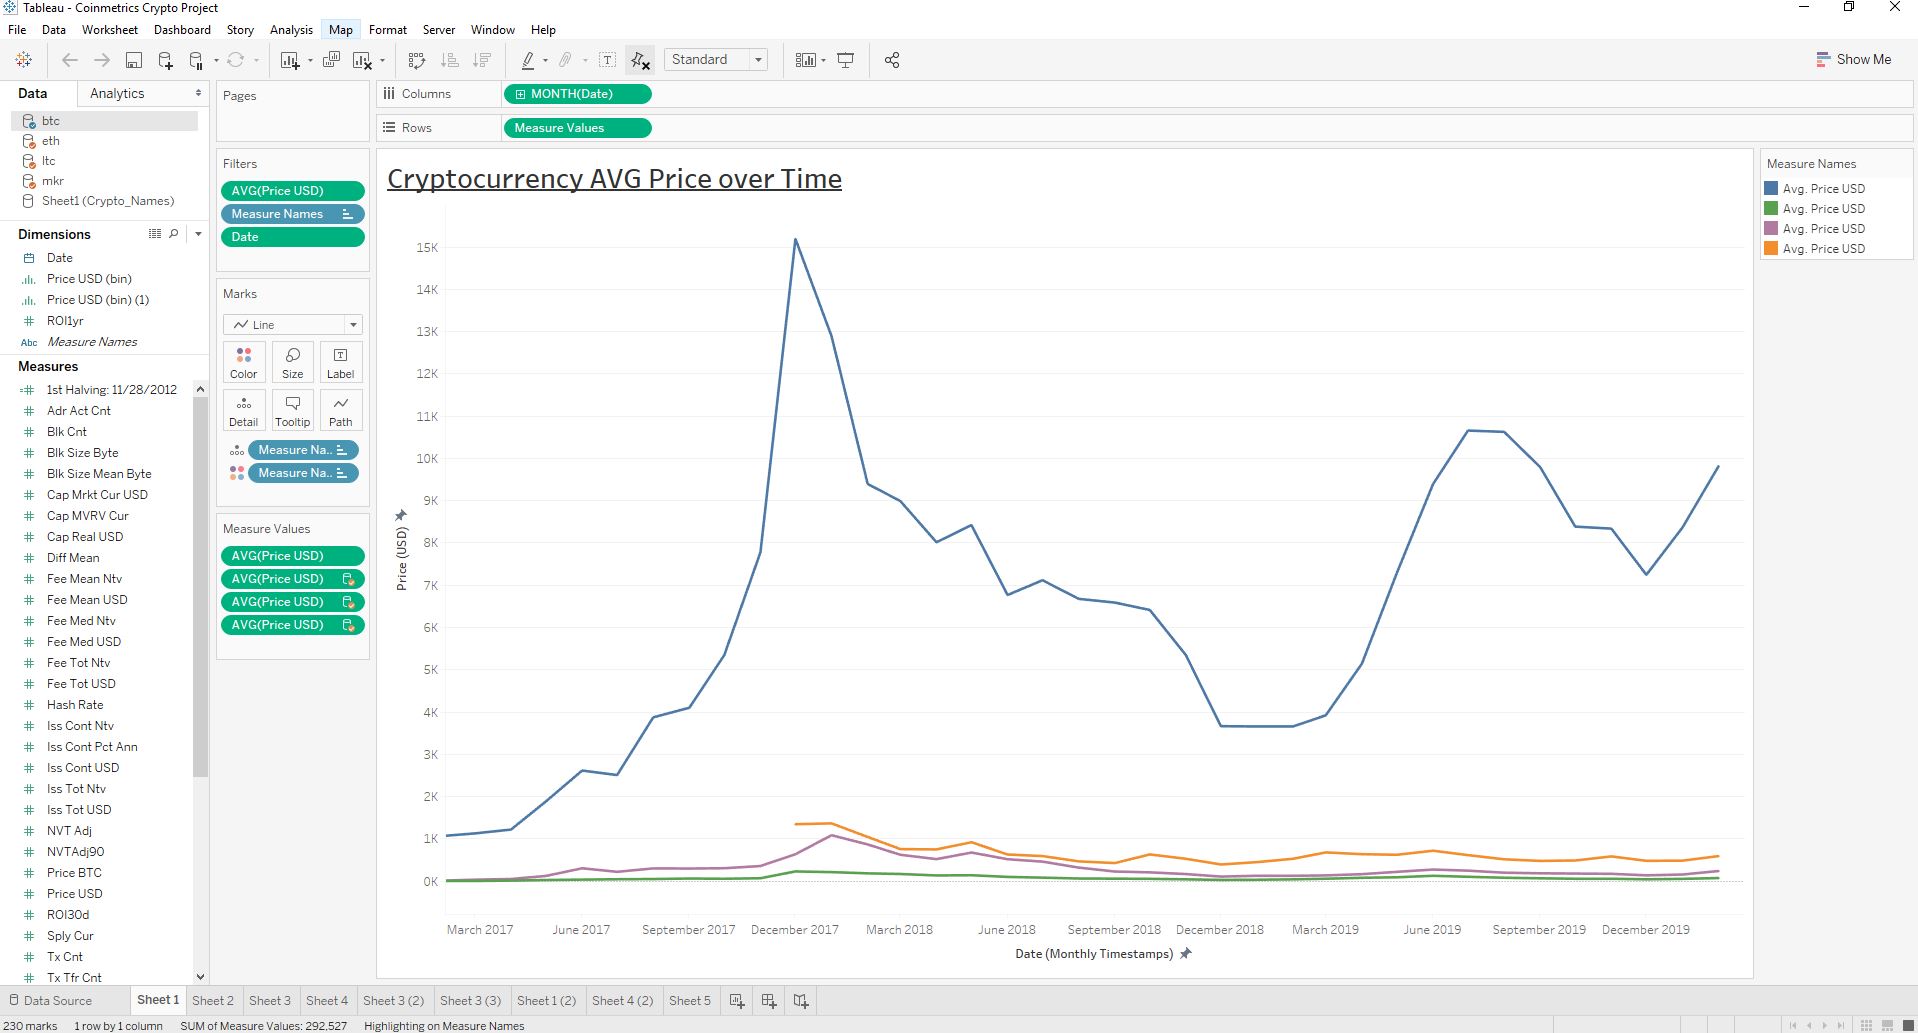 Tableau - Coinmetrics Crypto Project
File Data Worksheet Dashboard Story Analysis Map Format Server Window Help
Standard
Show Me
Data Analytics
btc
eth
ltc
mkr
Sheet1 (Crypto_Names)
Dimensions
Date
Price USD (bin)
Price USD (bin) (1)
ROI1yr
Abc Measure Names
Measures
1st Halving: 11/28/2012
Adr Act Cnt
Blk Cnt
Blk Size Byte
Blk Size Mean Byte
Cap Mrkt Cur USD
Cap MVRV Cur
Cap Real USD
Diff Mean
Fee Mean Ntv
Fee Mean USD
Fee Med Ntv
Fee Med USD
Fee Tot Ntv
Fee Tot USD
Hash Rate
Iss Cont Ntv
Iss Cont Pct Ann
Iss Cont USD
Iss Tot Ntv
Iss Tot USD
NVT Adj
NVTAdj90
Price BTC
Price USD
ROI30d
Sply Cur
Tx Cnt
Tx Tfr Cnt
Pages
Filters
AVG(Price USD)
Measure Names
Date
Marks
Line
Color Size Label
Detail Tooltip Path
Measure Na..
Measure Na..
Measure Values
AVG(Price USD)
AVG(Price USD)
AVG(Price USD)
AVG(Price USD)
Columns MONTH(Date)
Rows Measure Values
Cryptocurrency AVG Price over Time
15K
14K
13K
12K
11K
10K
9K
8K
7K
6K
5K
4K
3K
2K
1K
0K
Price (USD)
March 2017 June 2017 September 2017 December 2017 March 2018 June 2018 September 2018 December 2018 March 2019 June 2019 September 2019 December 2019
Date (Monthly Timestamps)
Measure Names
Avg. Price USD
Avg. Price USD
Avg. Price USD
Avg. Price USD
Data Source Sheet 1 Sheet 2 Sheet 3 Sheet 4 Sheet 3 (2) Sheet 3 (3) Sheet 1 (2) Sheet 4 (2) Sheet 5
230 marks 1 row by 1 column SUM of Measure Values: 292,527 Highlighting on Measure Names